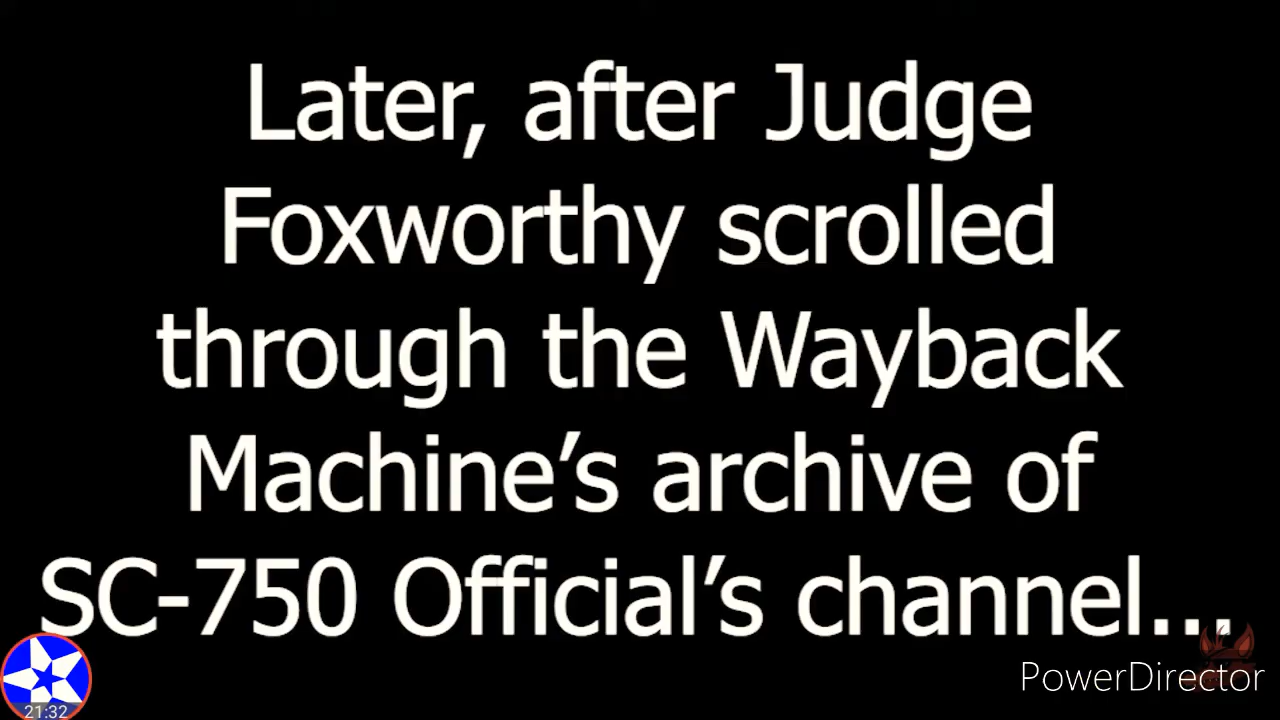 Later, after Judge
Foxworthy scrolled
through the Wayback
Machine’s archive of
SC-750 Official’s channel...
PowerDirector
21:32